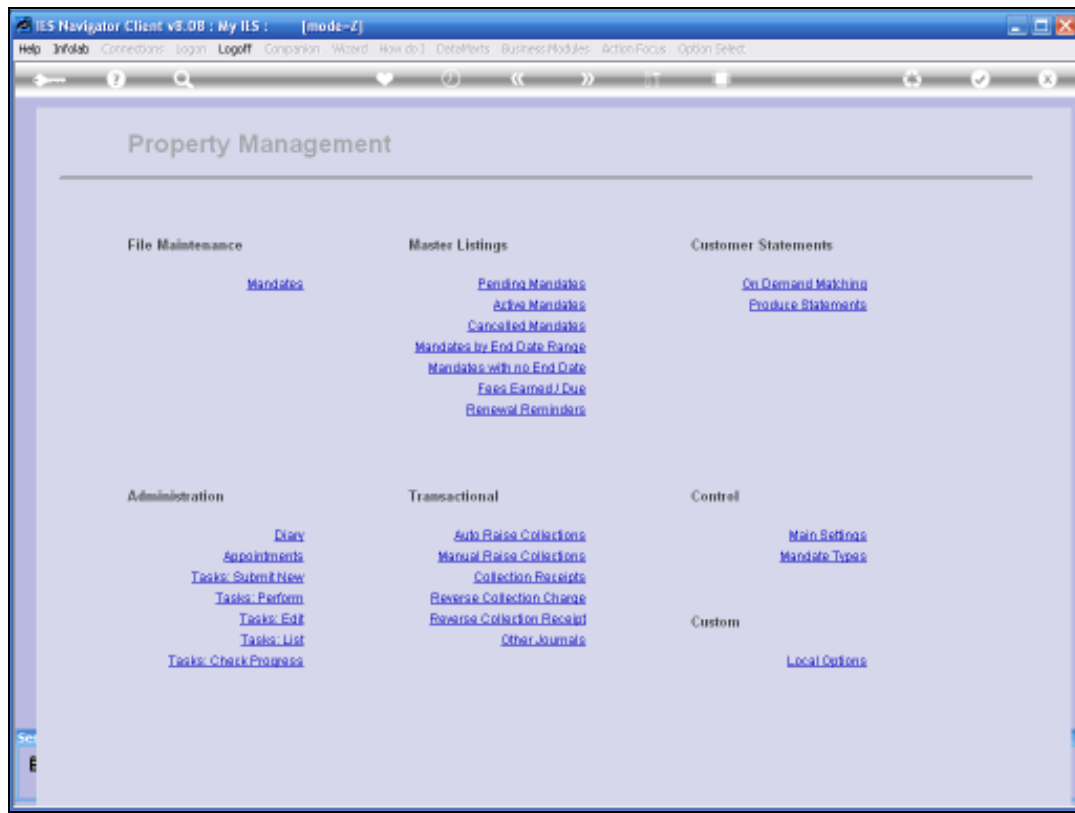 IES Navigator Client v8.08 : My IES : [mode=Z]
Help Infolab Connections Logon Logoff Companion Wizard How do I DataAlerts Business Modules Action Focus Option Select
Property Management
File Maintenance
Mandates
Master Listings
Pending Mandates
Active Mandates
Cancelled Mandates
Mandates by End Date Range
Mandates with no End Date
Fees Earned / Due
Renewal Reminders
Customer Statements
On Demand Matching
Produce Statements
Administration
Diary
Appointments
Tasks: Submit New
Tasks: Perform
Tasks: Edit
Tasks: List
Tasks: Check Progress
Transactional
Auto Raise Collections
Manual Raise Collections
Collection Receipts
Reverse Collection Charge
Reverse Collection Receipt
Other Journals
Control
Main Settings
Mandate Types
Custom
Local Options